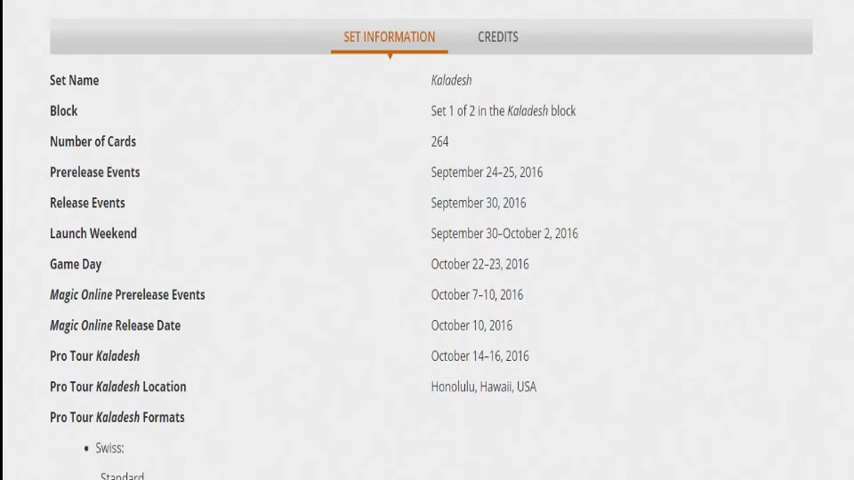 SET INFORMATION CREDITS
Set Name Kaladesh
Block Set 1 of 2 in the Kaladesh block
Number of Cards 264
Prerelease Events September 24–25, 2016
Release Events September 30, 2016
Launch Weekend September 30–October 2, 2016
Game Day October 22–23, 2016
Magic Online Prerelease Events October 7–10, 2016
Magic Online Release Date October 10, 2016
Pro Tour Kaladesh October 14–16, 2016
Pro Tour Kaladesh Location Honolulu, Hawaii, USA
Pro Tour Kaladesh Formats
• Swiss:
Standard